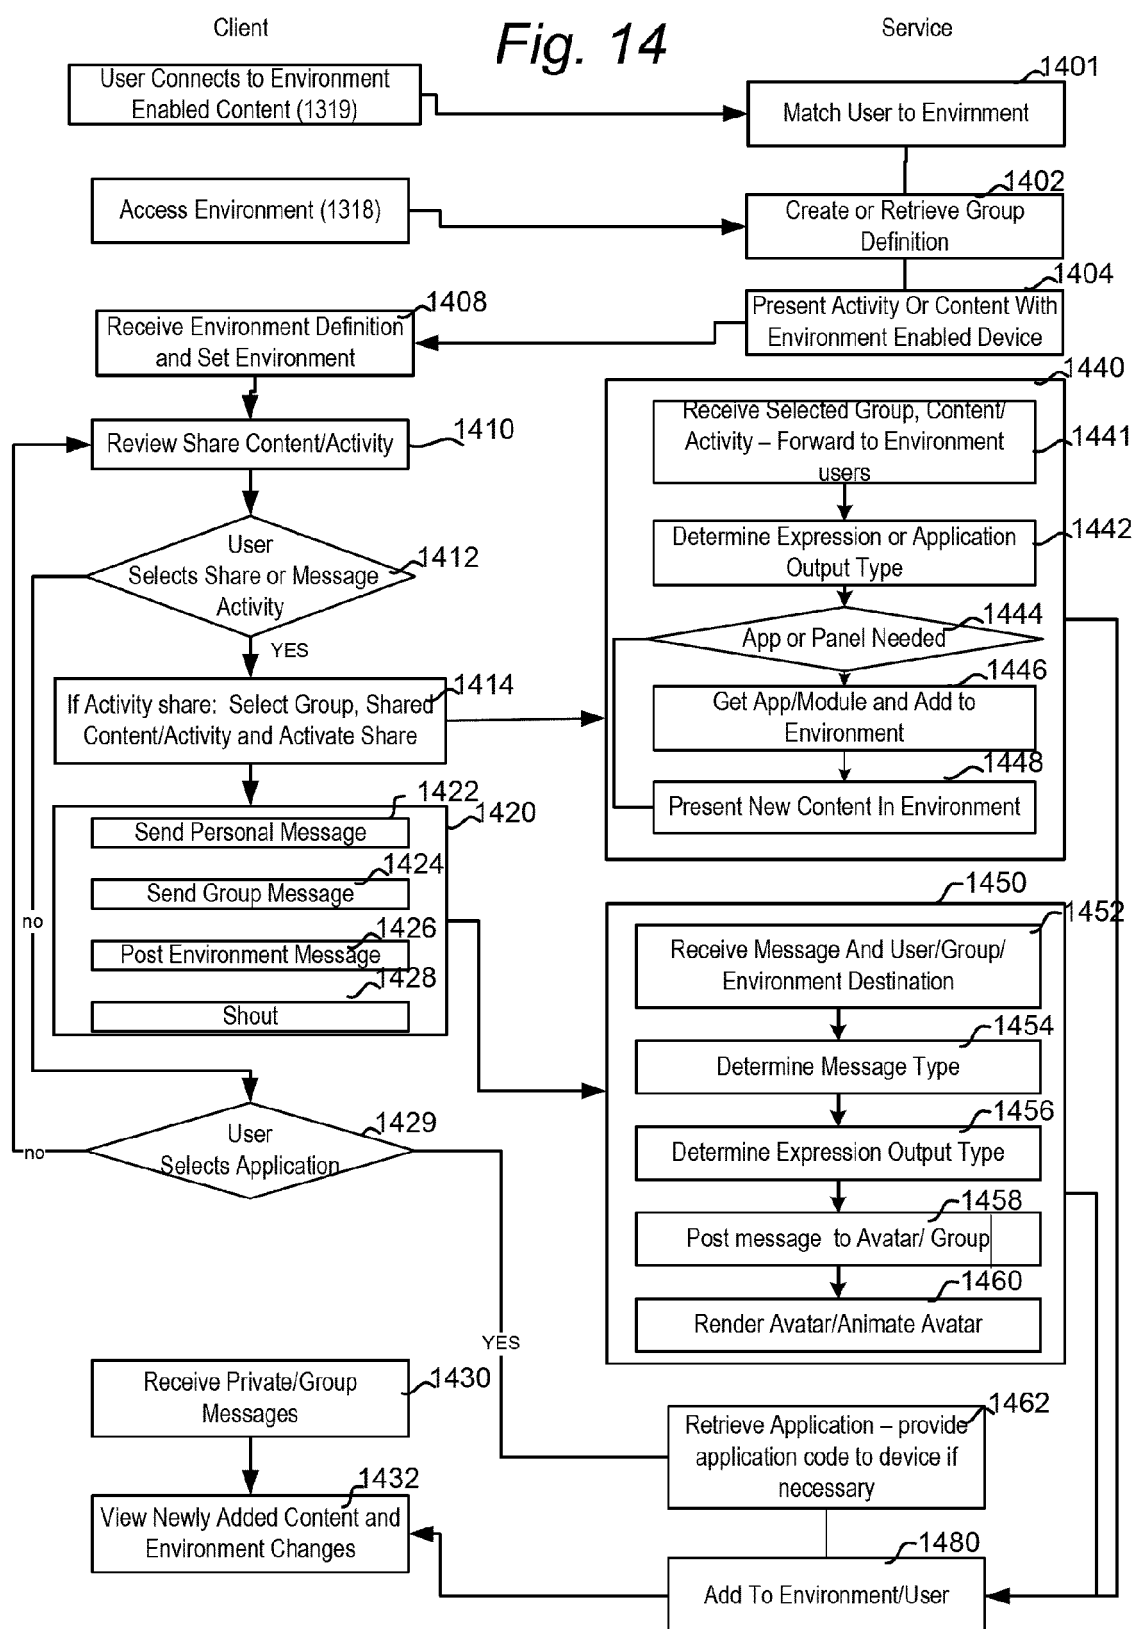 Client
Fig. 14
Service
User Connects to Environment
Enabled Content (1319)
1401
Match User to Envirnment
Access Environment (1318)
1402
Create or Retrieve Group
Definition
1404
Present Activity Or Content With
Environment Enabled Device
1408
Receive Environment Definition
and Set Environment
1410
Review Share Content/Activity
1412
User
Selects Share or Message
Activity
YES
no
1414
If Activity share: Select Group, Shared
Content/Activity and Activate Share
1440
Receive Selected Group, Content/
Activity – Forward to Environment
users
1441
Determine Expression or Application
Output Type
1442
App or Panel Needed
1444
1446
Get App/Module and Add to
Environment
1448
Present New Content In Environment
1420
1422
Send Personal Message
1424
Send Group Message
1426
Post Environment Message
1428
Shout
1450
1452
Receive Message And User/Group/
Environment Destination
1454
Determine Message Type
1456
Determine Expression Output Type
1458
Post message to Avatar/ Group
1460
Render Avatar/Animate Avatar
1429
User
Selects Application
no
YES
1430
Receive Private/Group
Messages
1432
View Newly Added Content and
Environment Changes
1462
Retrieve Application – provide
application code to device if
necessary
1480
Add To Environment/User